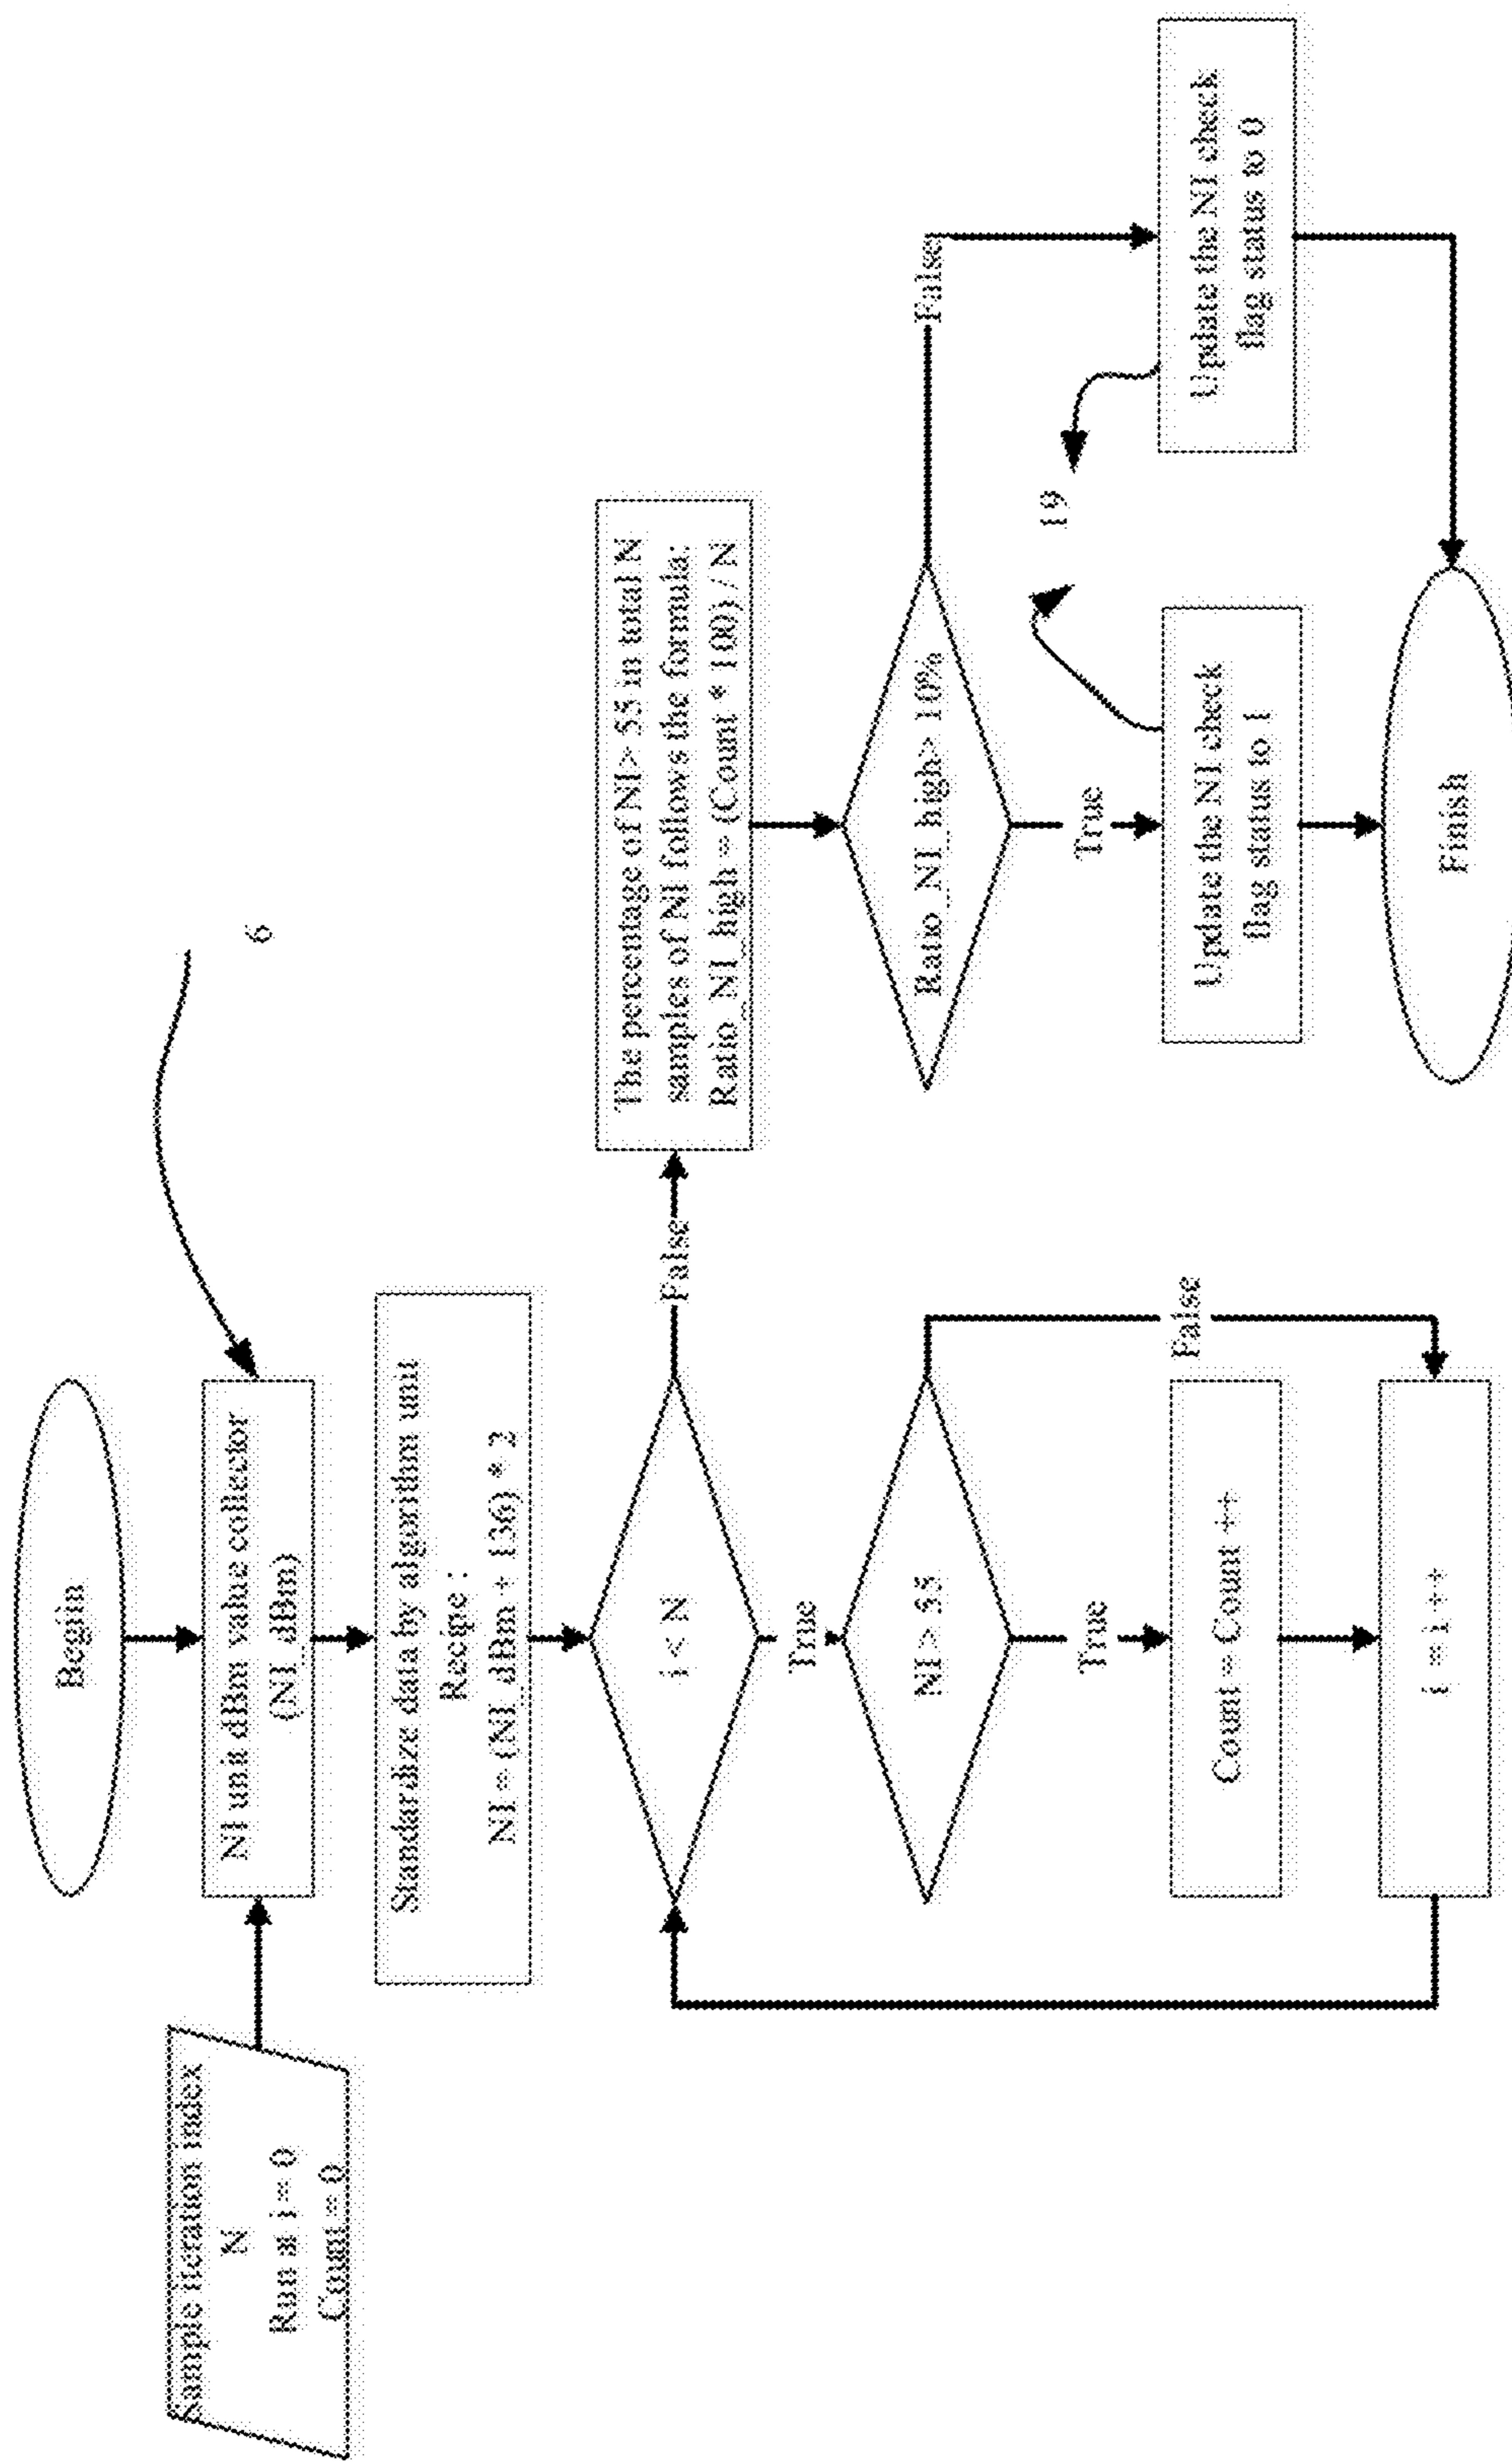 Begin
6
Sample iteration index
N
Run at i = 0
Count = 0
NI unit dBm value collector
(NI_dBm)
Standardize data by algorithm unit
Recipe :
NI = (NI_dBm + 136) * 2
i < N
False
True
NI > 55
True
False
Count = Count ++
i = i ++
The percentage of NI> 55 in total N
samples of NI follows the formula:
Ratio_NI_high = (Count * 100) / N
Ratio_NI_high> 10%
False
True
19
Update the NI check
flag status to 1
Update the NI check
flag status to 0
Finish